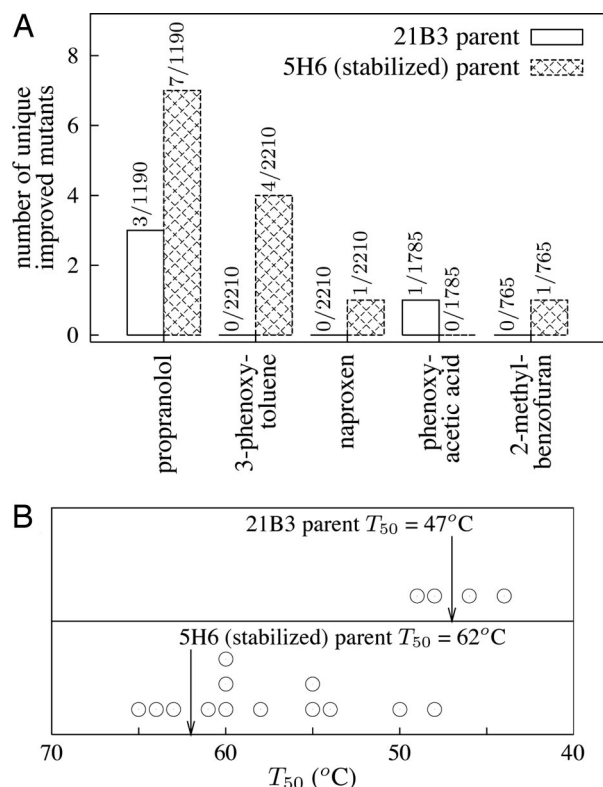 A
number of unique
improved mutants
8
6
4
2
0
21B3 parent
5H6 (stabilized) parent
3/1190
7/1190
0/2210
4/2210
0/2210
1/2210
1/1785
0/1785
0/765
1/765
propranolol
3-phenoxy-
toluene
naproxen
phenoxy-
acetic acid
2-methyl-
benzofuran
B
21B3 parent T50 = 47°C
5H6 (stabilized) parent T50 = 62°C
70
60
50
40
T50 (°C)